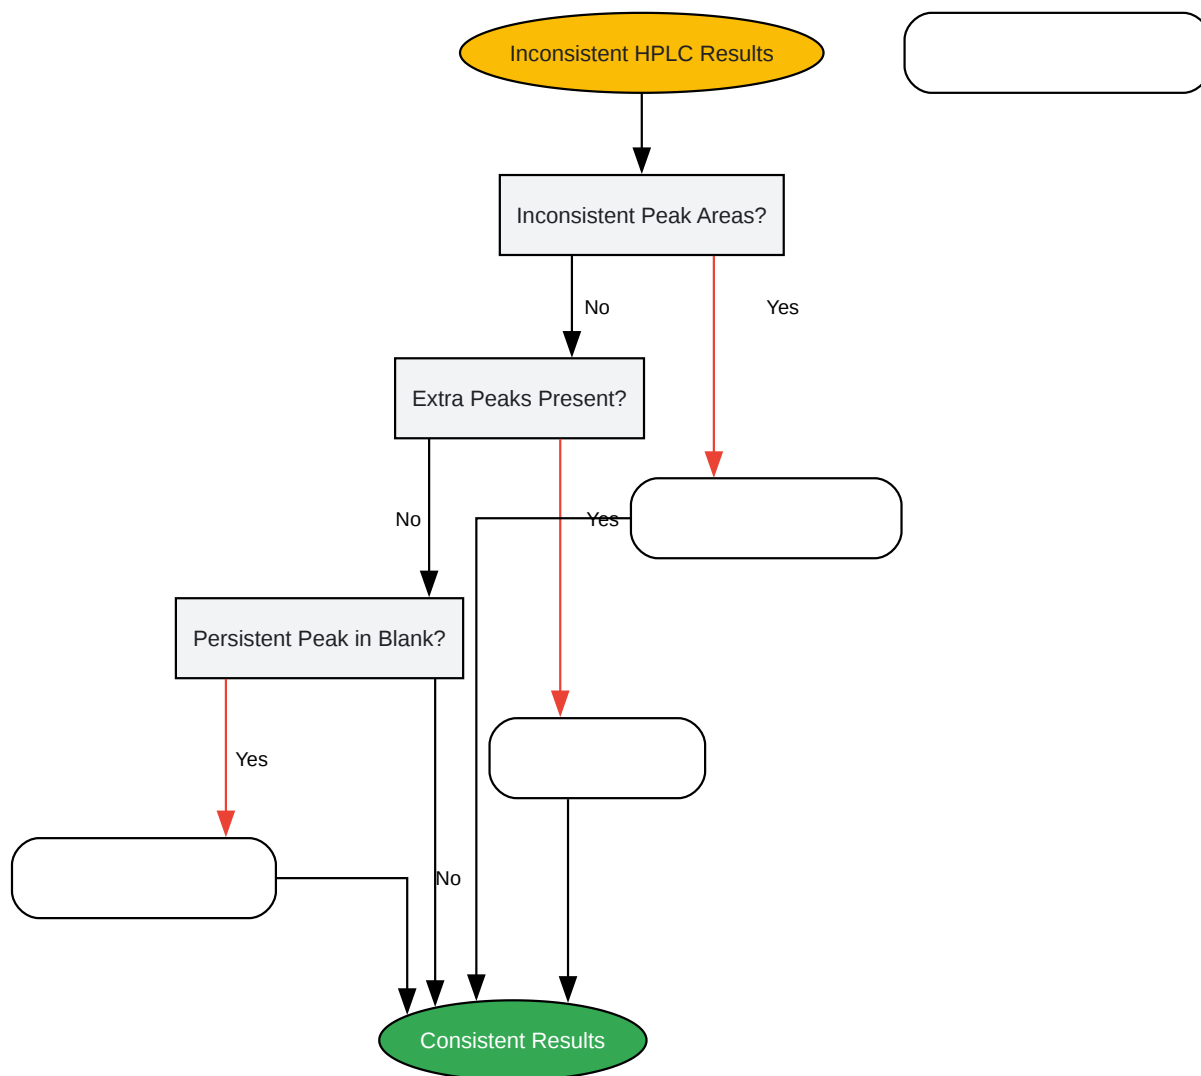 Inconsistent HPLC Results
Inconsistent Peak Areas?
No
Yes
Extra Peaks Present?
No
Yes
Persistent Peak in Blank?
Yes
No
Consistent Results